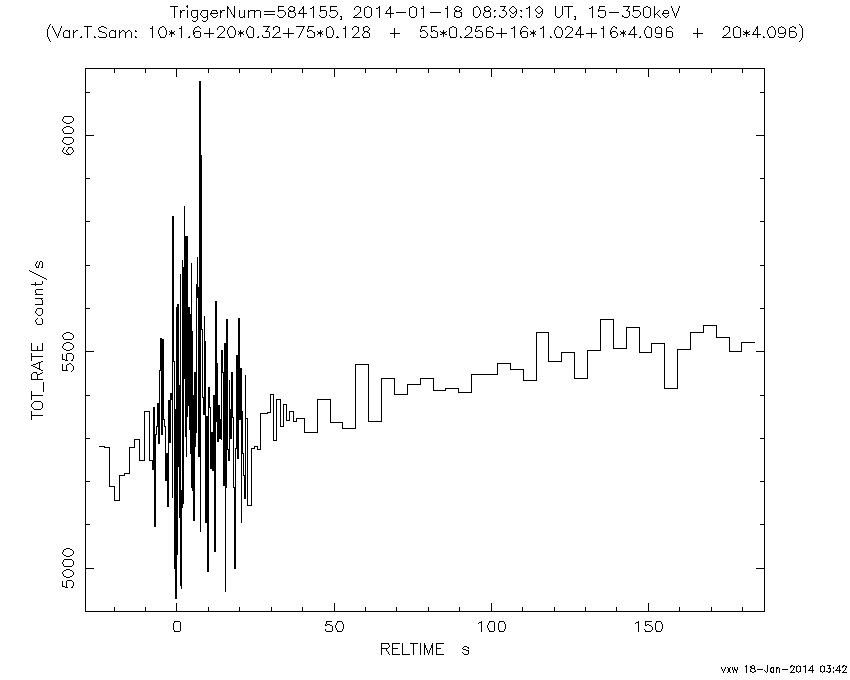 TriggerNum=584155, 2014-01-18 08:39:19 UT, 15-350keV
(Var.T.Sam: 10*1.6+20*0.32+75*0.128 + 55*0.256+16*1.024+16*4.096 + 20*4.096)
6000
5500
5000
TOT_RATE count/s
0 50 100 150
RELTIME s
vxw 18-Jan-2014 03:42